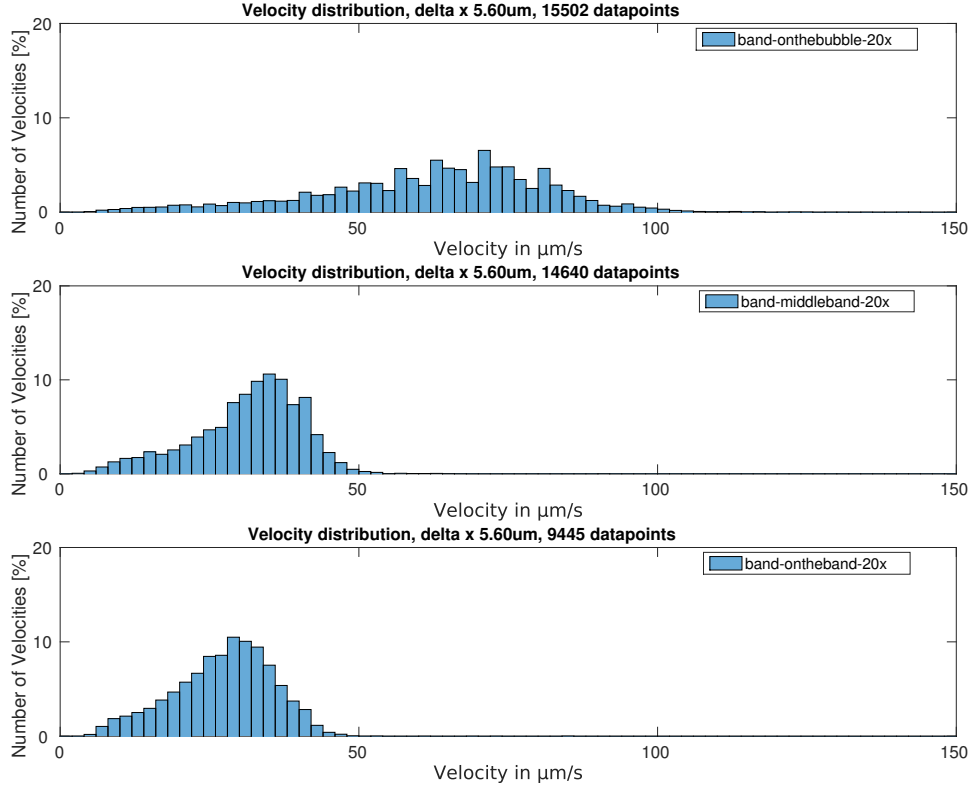 Velocity distribution, delta x 5.60um, 15502 datapoints
20
10
0
Number of Velocities [%]
band-onthebubble-20x
0 50 100 150
Velocity in μm/s
Velocity distribution, delta x 5.60um, 14640 datapoints
20
10
0
Number of Velocities [%]
band-middleband-20x
0 50 100 150
Velocity in μm/s
Velocity distribution, delta x 5.60um, 9445 datapoints
20
10
0
Number of Velocities [%]
band-ontheband-20x
0 50 100 150
Velocity in μm/s